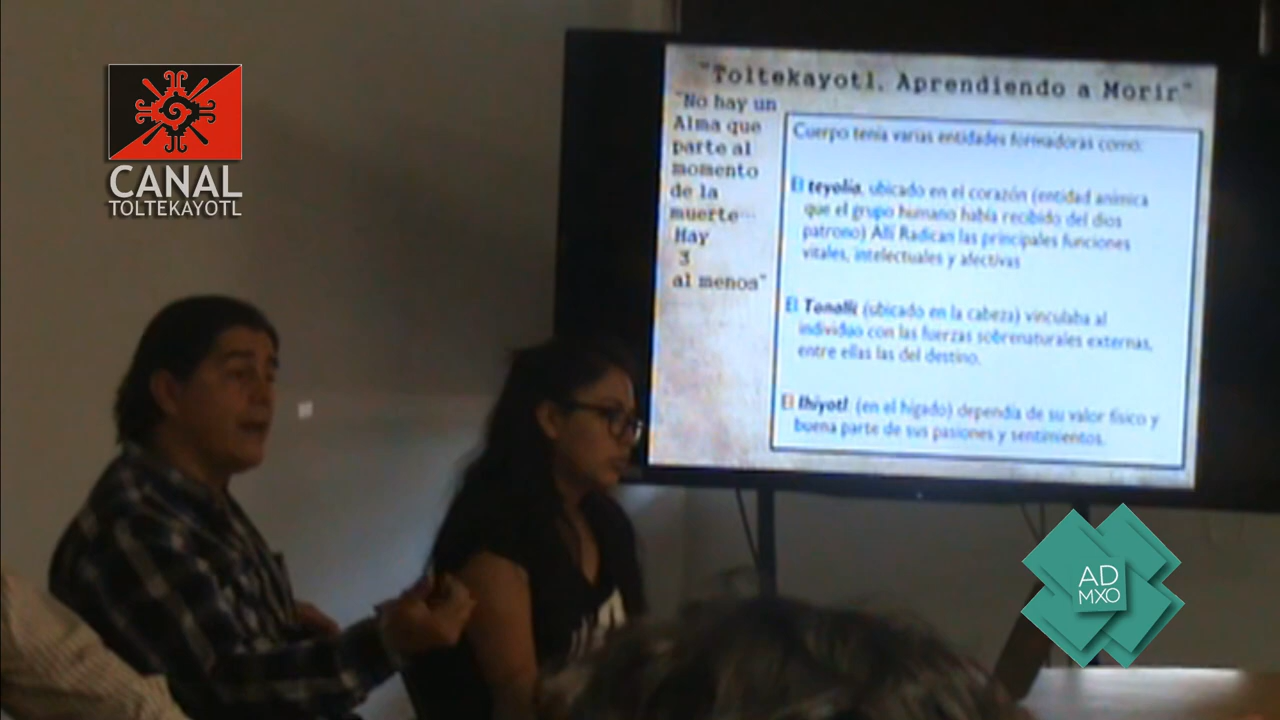 CANAL
TOLTEKAYOTL
"Toltekayotl. Aprendiendo a Morir"
"No hay un
Alma que
parte al
momento
de la
muerte…
Hay
3
al menos"
Cuerpo tenía varias entidades formadoras como:
El teyolia, ubicado en el corazón (entidad anímica
que el grupo humano había recibido del dios
patrono) Allí Radican las principales funciones
vitales, intelectuales y afectivas
El Tonalli: (ubicado en la cabeza) vinculaba al
individuo con las fuerzas sobrenaturales externas,
entre ellas las del destino.
El Ihiyotl: (en el hígado) dependía de su valor físico y
buena parte de sus pasiones y sentimientos.
AD
MXO